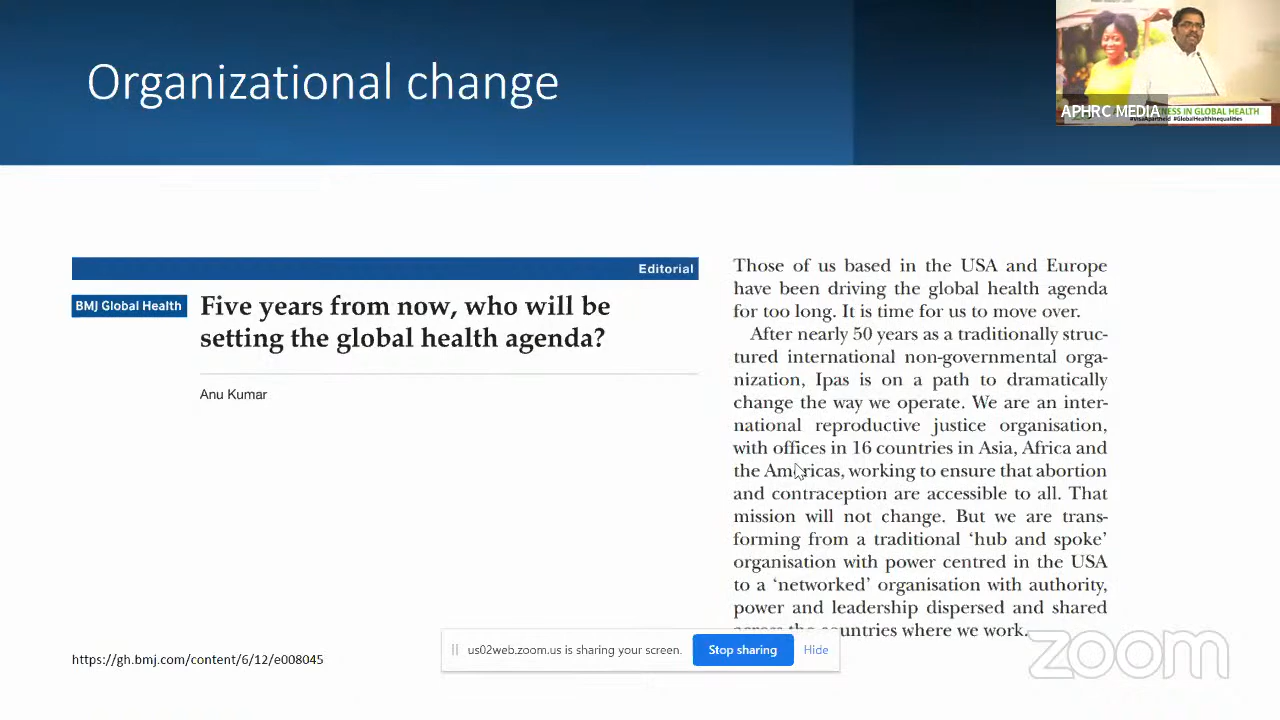 Organizational change
APHRC MEDIA
NESS IN GLOBAL HEALTH
#VisaApartheid #GlobalHealthInequalities
Editorial
BMJ Global Health
Five years from now, who will be
setting the global health agenda?
Anu Kumar
Those of us based in the USA and Europe
have been driving the global health agenda
for too long. It is time for us to move over.
After nearly 50 years as a traditionally struc-
tured international non-governmental orga-
nization, Ipas is on a path to dramatically
change the way we operate. We are an inter-
national reproductive justice organisation,
with offices in 16 countries in Asia, Africa and
the Americas, working to ensure that abortion
and contraception are accessible to all. That
mission will not change. But we are trans-
forming from a traditional ‘hub and spoke’
organisation with power centred in the USA
to a ‘networked’ organisation with authority,
power and leadership dispersed and shared
across the countries where we work.
https://gh.bmj.com/content/6/12/e008045
us02web.zoom.us is sharing your screen.
Stop sharing
Hide
zoom